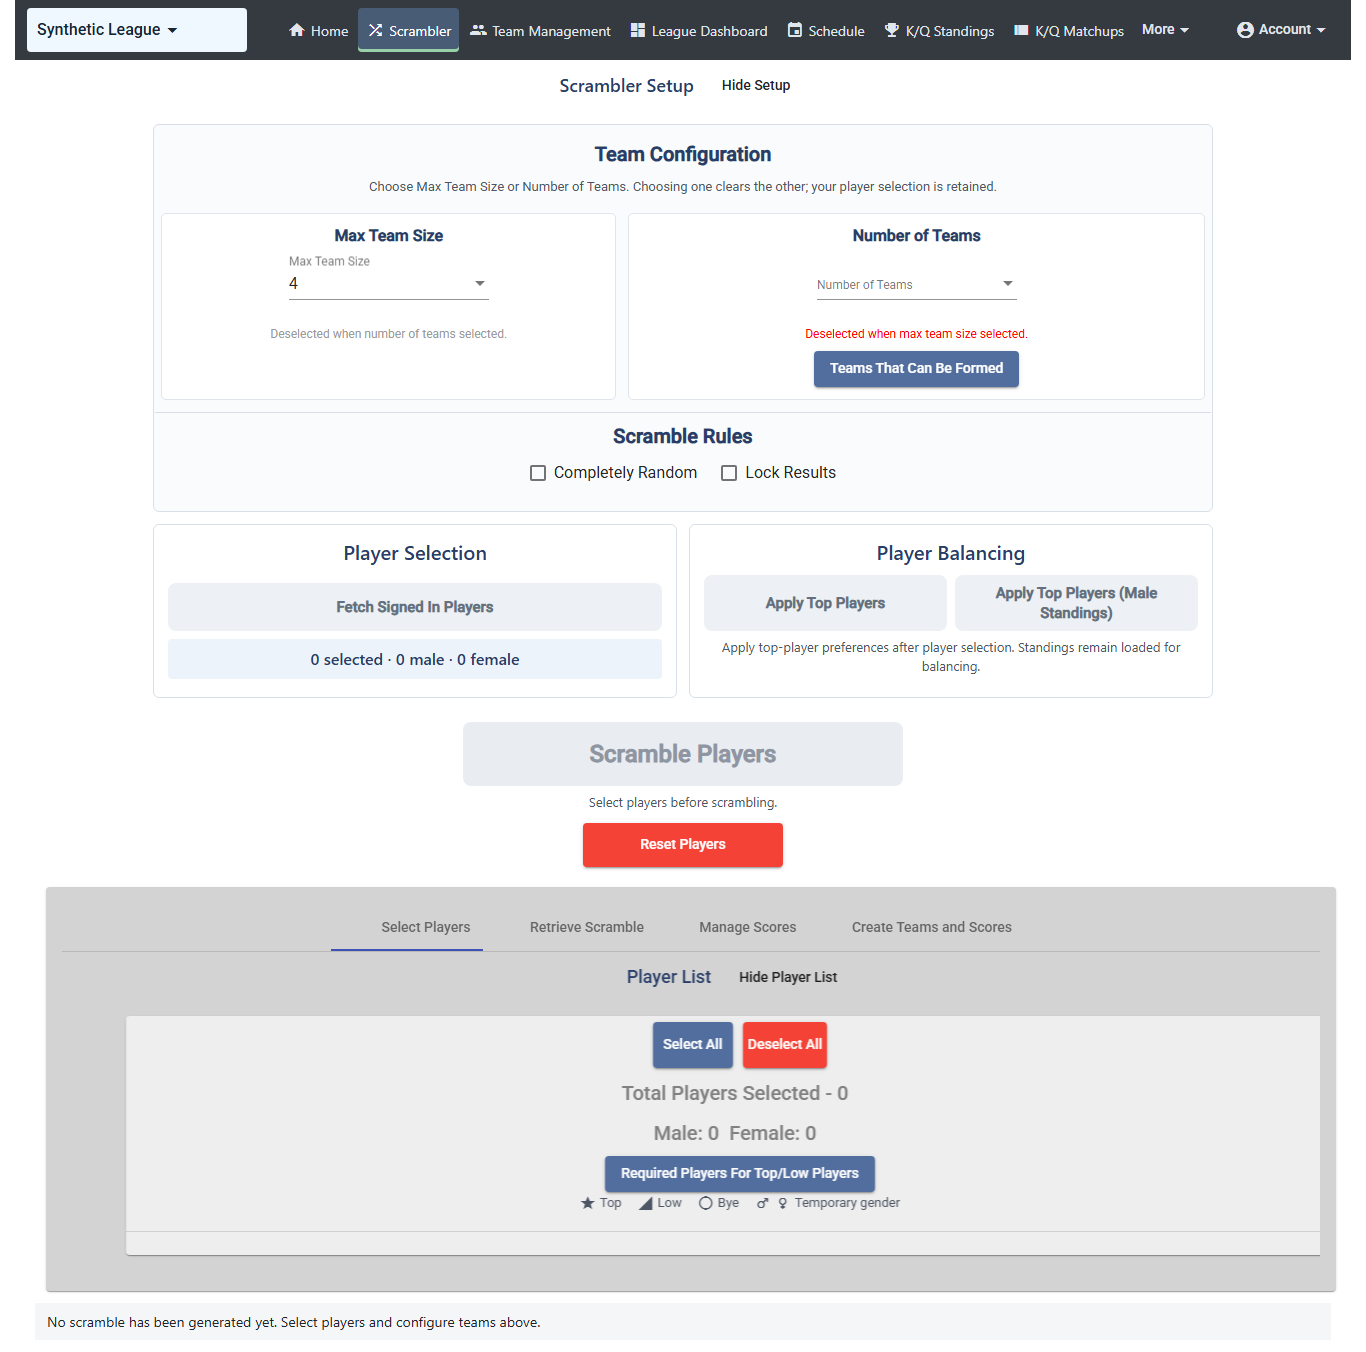 Synthetic League
Home
Scrambler
Team Management
League Dashboard
Schedule
K/Q Standings
K/Q Matchups
More
Account
Scrambler Setup
Hide Setup
Team Configuration
Choose Max Team Size or Number of Teams. Choosing one clears the other; your player selection is retained.
Max Team Size
Max Team Size
4
Deselected when number of teams selected.
Number of Teams
Number of Teams
Deselected when max team size selected.
Teams That Can Be Formed
Scramble Rules
Completely Random
Lock Results
Player Selection
Fetch Signed In Players
0 selected · 0 male · 0 female
Player Balancing
Apply Top Players
Apply Top Players (Male
Standings)
Apply top-player preferences after player selection. Standings remain loaded for
balancing.
Scramble Players
Select players before scrambling.
Reset Players
Select Players
Retrieve Scramble
Manage Scores
Create Teams and Scores
Player List
Hide Player List
Select All
Deselect All
Total Players Selected - 0
Male: 0 Female: 0
Required Players For Top/Low Players
★ Top
Low
Bye
♂ ♀ Temporary gender
No scramble has been generated yet. Select players and configure teams above.